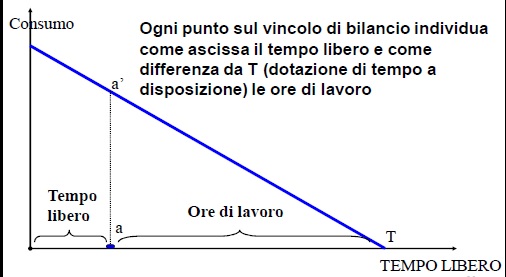 Consumo
Ogni punto sul vincolo di bilancio individua
come ascissa il tempo libero e come
differenza da T (dotazione di tempo a
disposizione) le ore di lavoro
a'
Tempo
libero
a
Ore di lavoro
T
TEMPO LIBERO